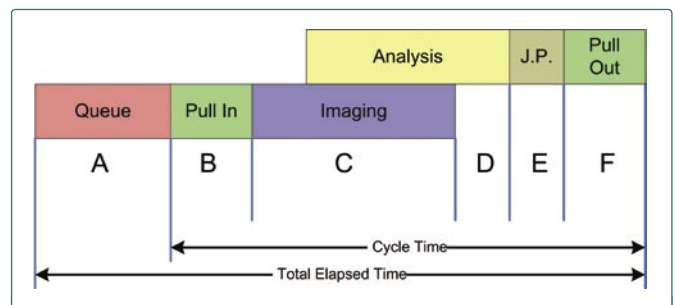 Analysis
J.P.
Pull
Out
Queue
Pull In
Imaging
A
B
C
D
E
F
Cycle Time
Total Elapsed Time